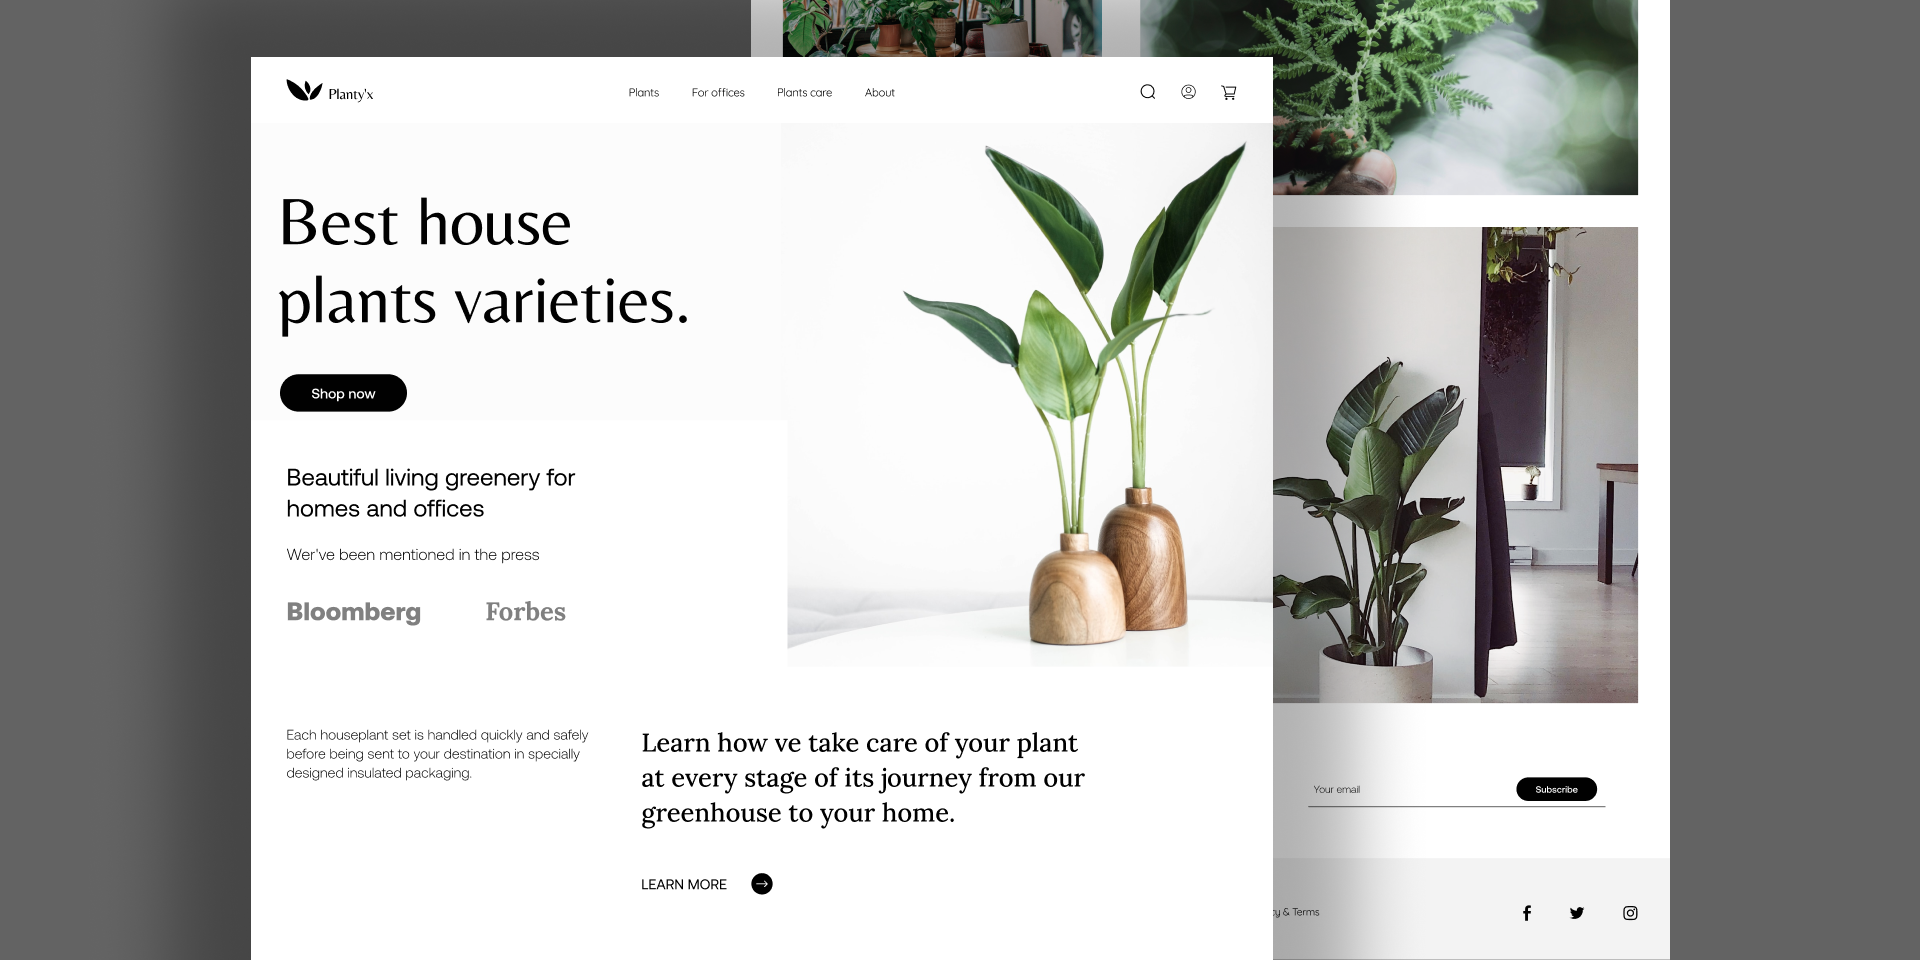 Planty'x
Plants
For offices
Plants care
About
Best house
plants varieties.
Shop now
Beautiful living greenery for
homes and offices
Wer've been mentioned in the press
Bloomberg
Forbes
Each houseplant set is handled quickly and safely
before being sent to your destination in specially
designed insulated packaging.
Learn how ve take care of your plant
at every stage of its journey from our
greenhouse to your home.
LEARN MORE
Your email
Subscribe
& Terms